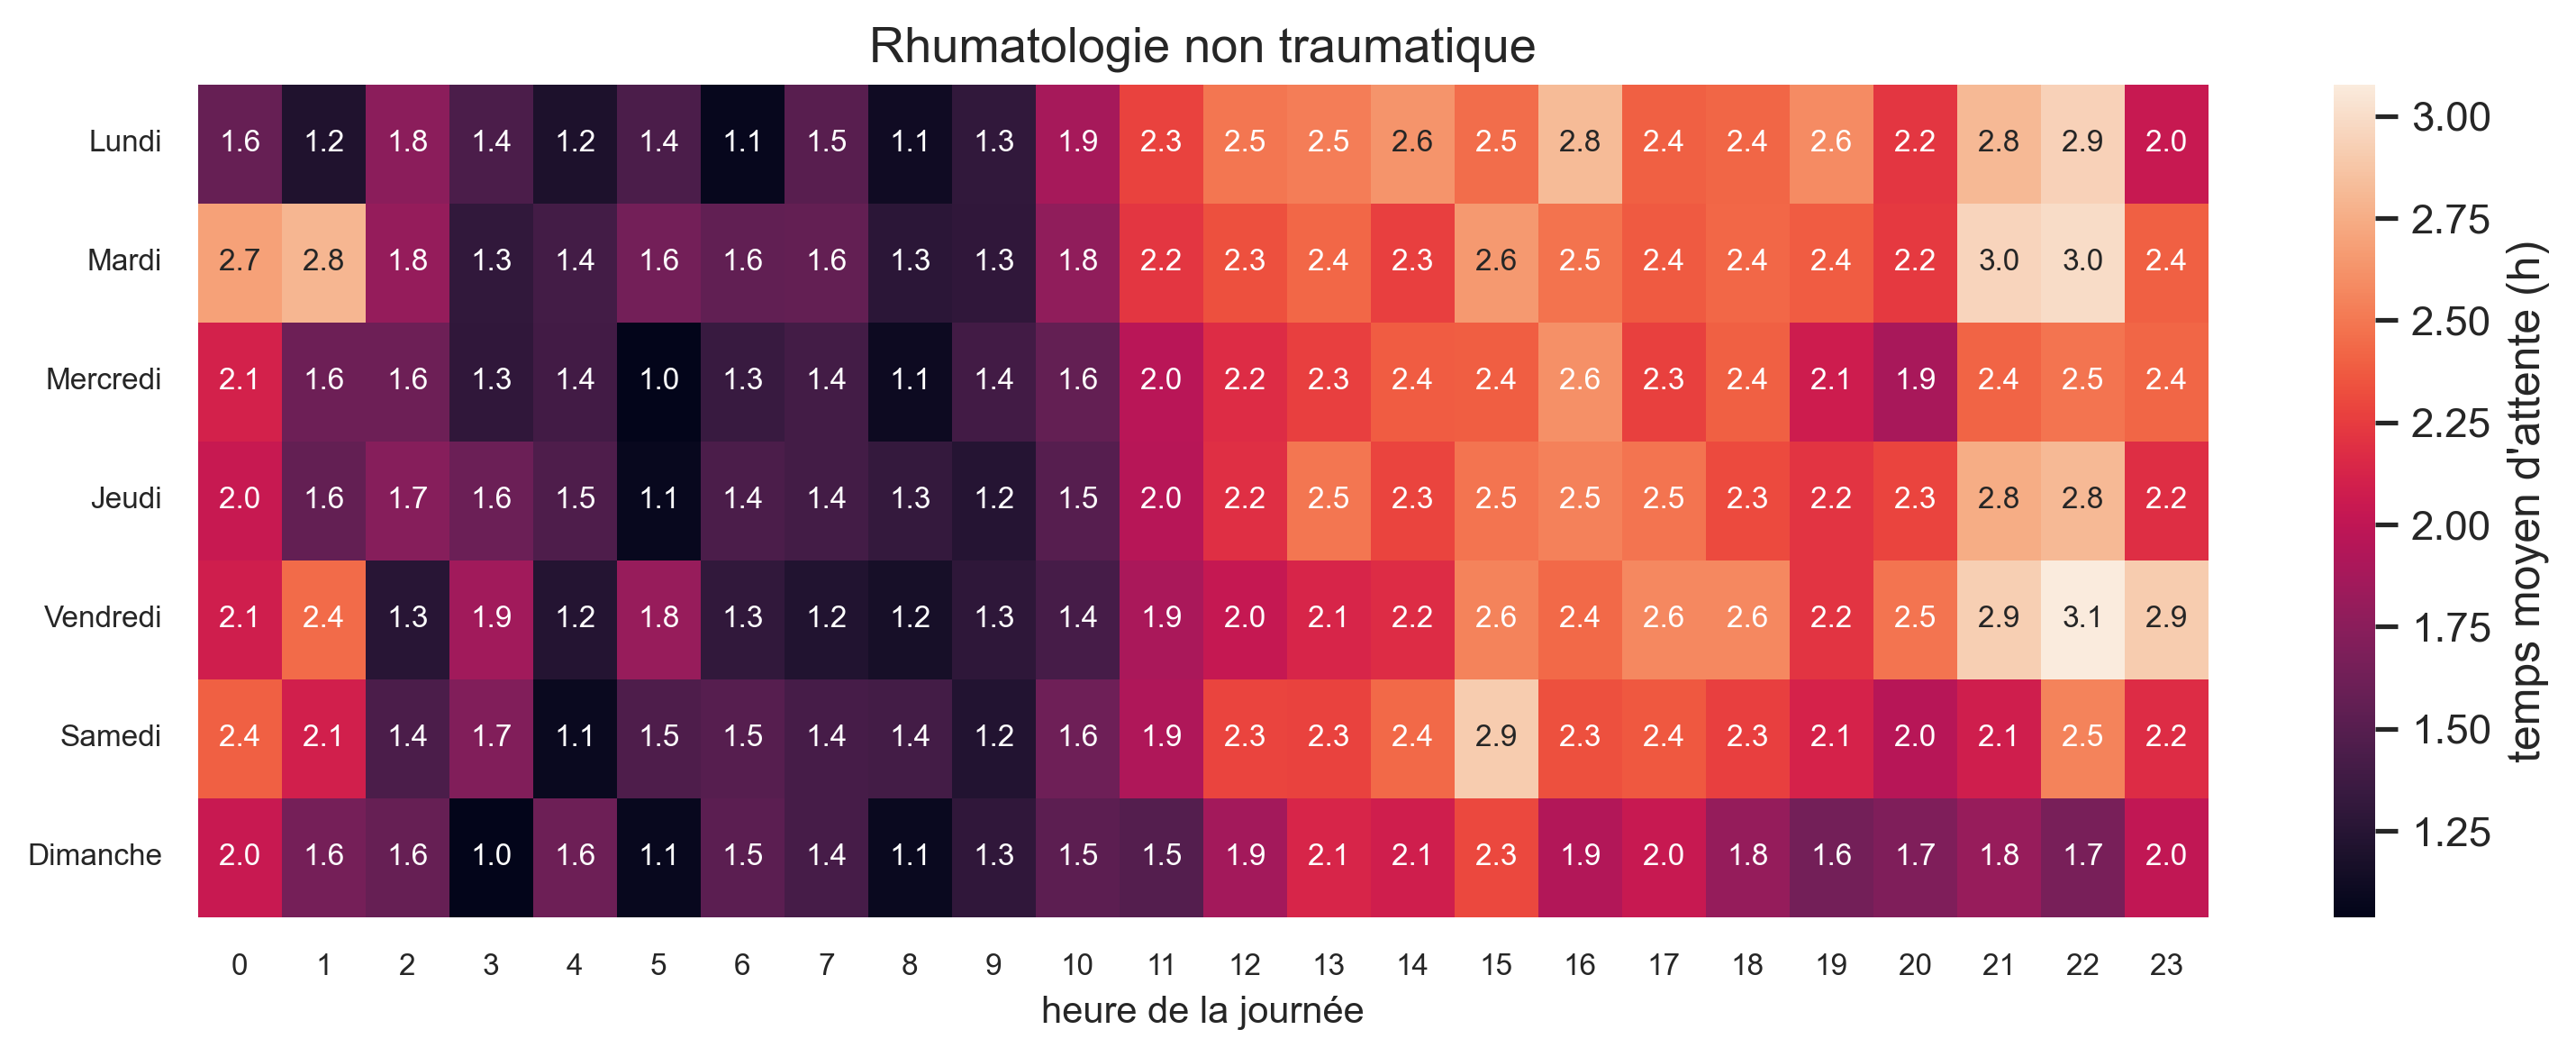 Rhumatologie non traumatique
Lundi 1.6 1.2 1.8 1.4 1.2 1.4 1.1 1.5 1.1 1.3 1.9 2.3 2.5 2.5 2.6 2.5 2.8 2.4 2.4 2.6 2.2 2.8 2.9 2.0
Mardi 2.7 2.8 1.8 1.3 1.4 1.6 1.6 1.6 1.3 1.3 1.8 2.2 2.3 2.4 2.3 2.6 2.5 2.4 2.4 2.4 2.2 3.0 3.0 2.4
Mercredi 2.1 1.6 1.6 1.3 1.4 1.0 1.3 1.4 1.1 1.4 1.6 2.0 2.2 2.3 2.4 2.4 2.6 2.3 2.4 2.1 1.9 2.4 2.5 2.4
Jeudi 2.0 1.6 1.7 1.6 1.5 1.1 1.4 1.4 1.3 1.2 1.5 2.0 2.2 2.5 2.3 2.5 2.5 2.5 2.3 2.2 2.3 2.8 2.8 2.2
Vendredi 2.1 2.4 1.3 1.9 1.2 1.8 1.3 1.2 1.2 1.3 1.4 1.9 2.0 2.1 2.2 2.6 2.4 2.6 2.6 2.2 2.5 2.9 3.1 2.9
Samedi 2.4 2.1 1.4 1.7 1.1 1.5 1.5 1.4 1.4 1.2 1.6 1.9 2.3 2.3 2.4 2.9 2.3 2.4 2.3 2.1 2.0 2.1 2.5 2.2
Dimanche 2.0 1.6 1.6 1.0 1.6 1.1 1.5 1.4 1.1 1.3 1.5 1.5 1.9 2.1 2.1 2.3 1.9 2.0 1.8 1.6 1.7 1.8 1.7 2.0
0 1 2 3 4 5 6 7 8 9 10 11 12 13 14 15 16 17 18 19 20 21 22 23
heure de la journée
3.00
2.75
2.50
2.25
2.00
1.75
1.50
1.25
temps moyen d'attente (h)